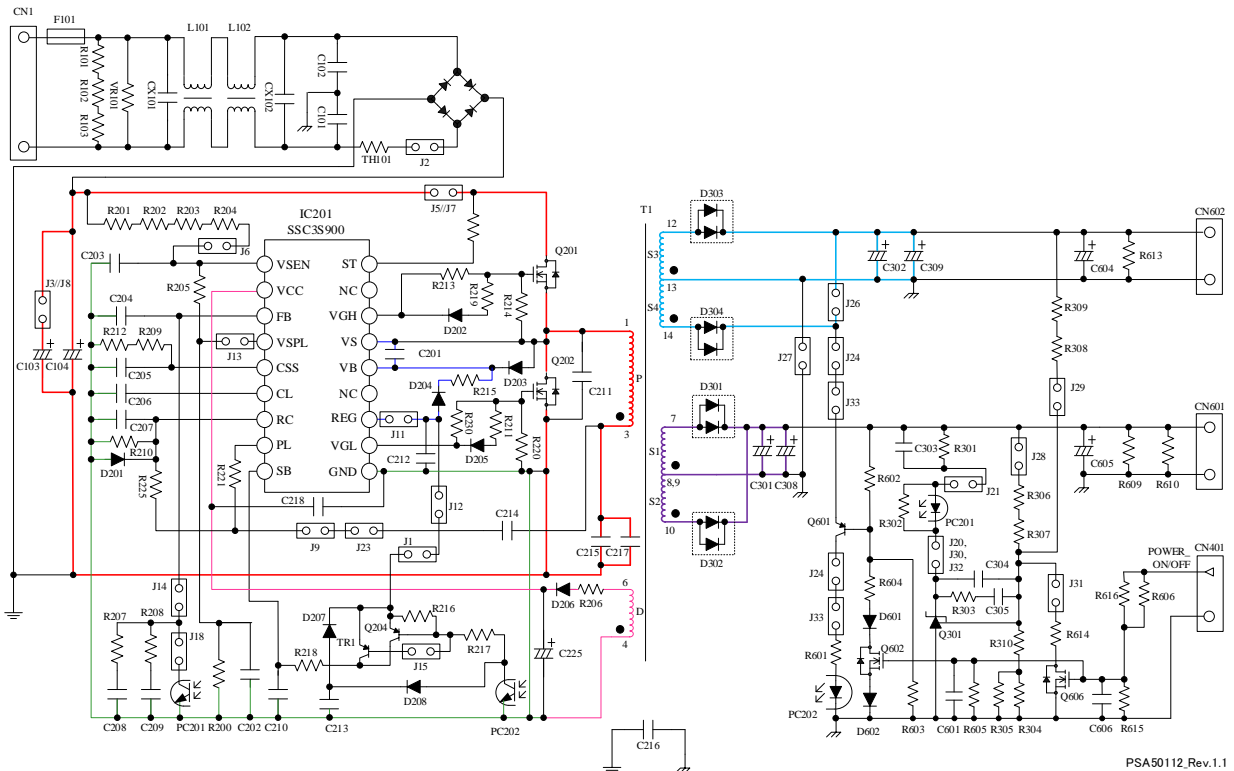 CN1
F101
L101
L102
R101
R102
R103
VR101
CX101
CX102
C102
C101
TH101
J2
J5//J7
R201
R202
R203
R204
J6
IC201
SSC3S900
C203
R205
J3//J8
C204
R212
R209
J13
C103
C104
C205
C206
C207
R210
D201
R225
R221
VSEN
VCC
FB
VSPL
CSS
CL
RC
PL
SB
ST
NC
VGH
VS
VB
NC
REG
VGL
GND
R213
R219
R214
D202
Q201
C201
D203
Q202
D204
R215
C211
J11
R230
R211
D205
R220
C212
C218
J12
J9
J23
C214
J1
C215
C217
J14
R207
R208
J18
C208
C209
PC201
R200
C202
C210
R218
D207
TR1
Q204
R216
J15
R217
D208
C213
PC202
C225
D206
R206
T1
1
P
3
6
D
4
12
S3
13
S4
14
7
S1
8,9
S2
10
D303
D304
D301
D302
C302
C309
C604
R613
CN602
J26
J27
J24
J33
R309
R308
J29
C301
C308
R602
C303
R301
J28
C605
R609
R610
CN601
J21
R302
PC201
R306
R307
Q601
J20,
J30,
J32
C304
R303
C305
J31
CN401
POWER_
ON/OFF
R616
R606
J24
J33
R604
D601
Q602
Q301
R310
R614
R601
PC202
D602
R603
C601
R605
R305
R304
Q606
C606
R615
C216
PSA50112_Rev.1.1